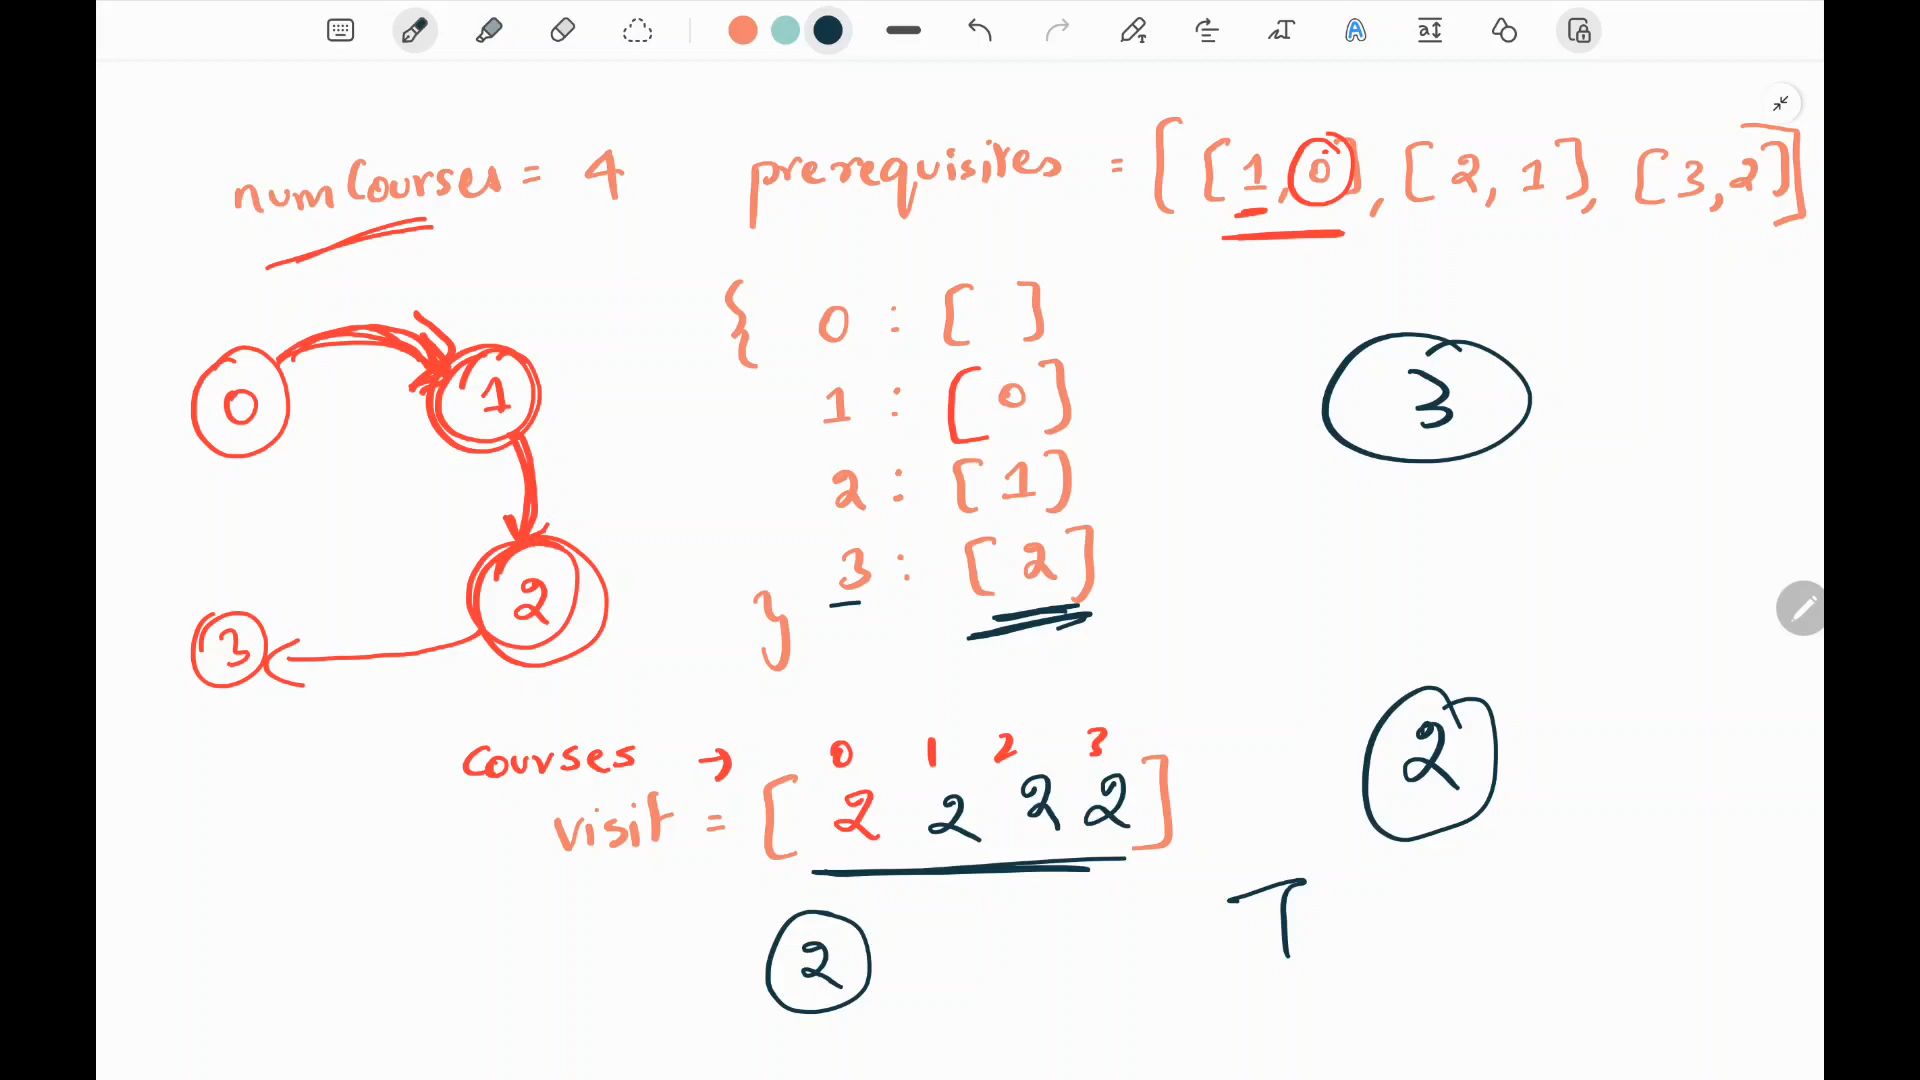 numCourses = 4 prerequisites = [ [ 1, 0 ], [ 2, 1 ], [ 3, 2 ] ]
{ 0 : [ ]
1 : [ 0 ]
2 : [ 1 ]
3 : [ 2 ]
}
0
1
2
3
3
Courses → 0 1 2 3
visit = [ 2 2 2 2 ]
2
2
T